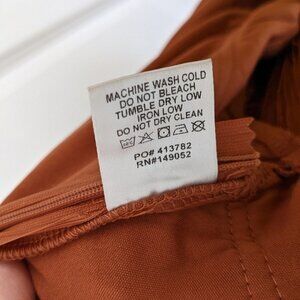 MACHINE WASH COLD
DO NOT BLEACH
TUMBLE DRY LOW
IRON LOW
DO NOT DRY CLEAN
PO# 413782
RN#149052